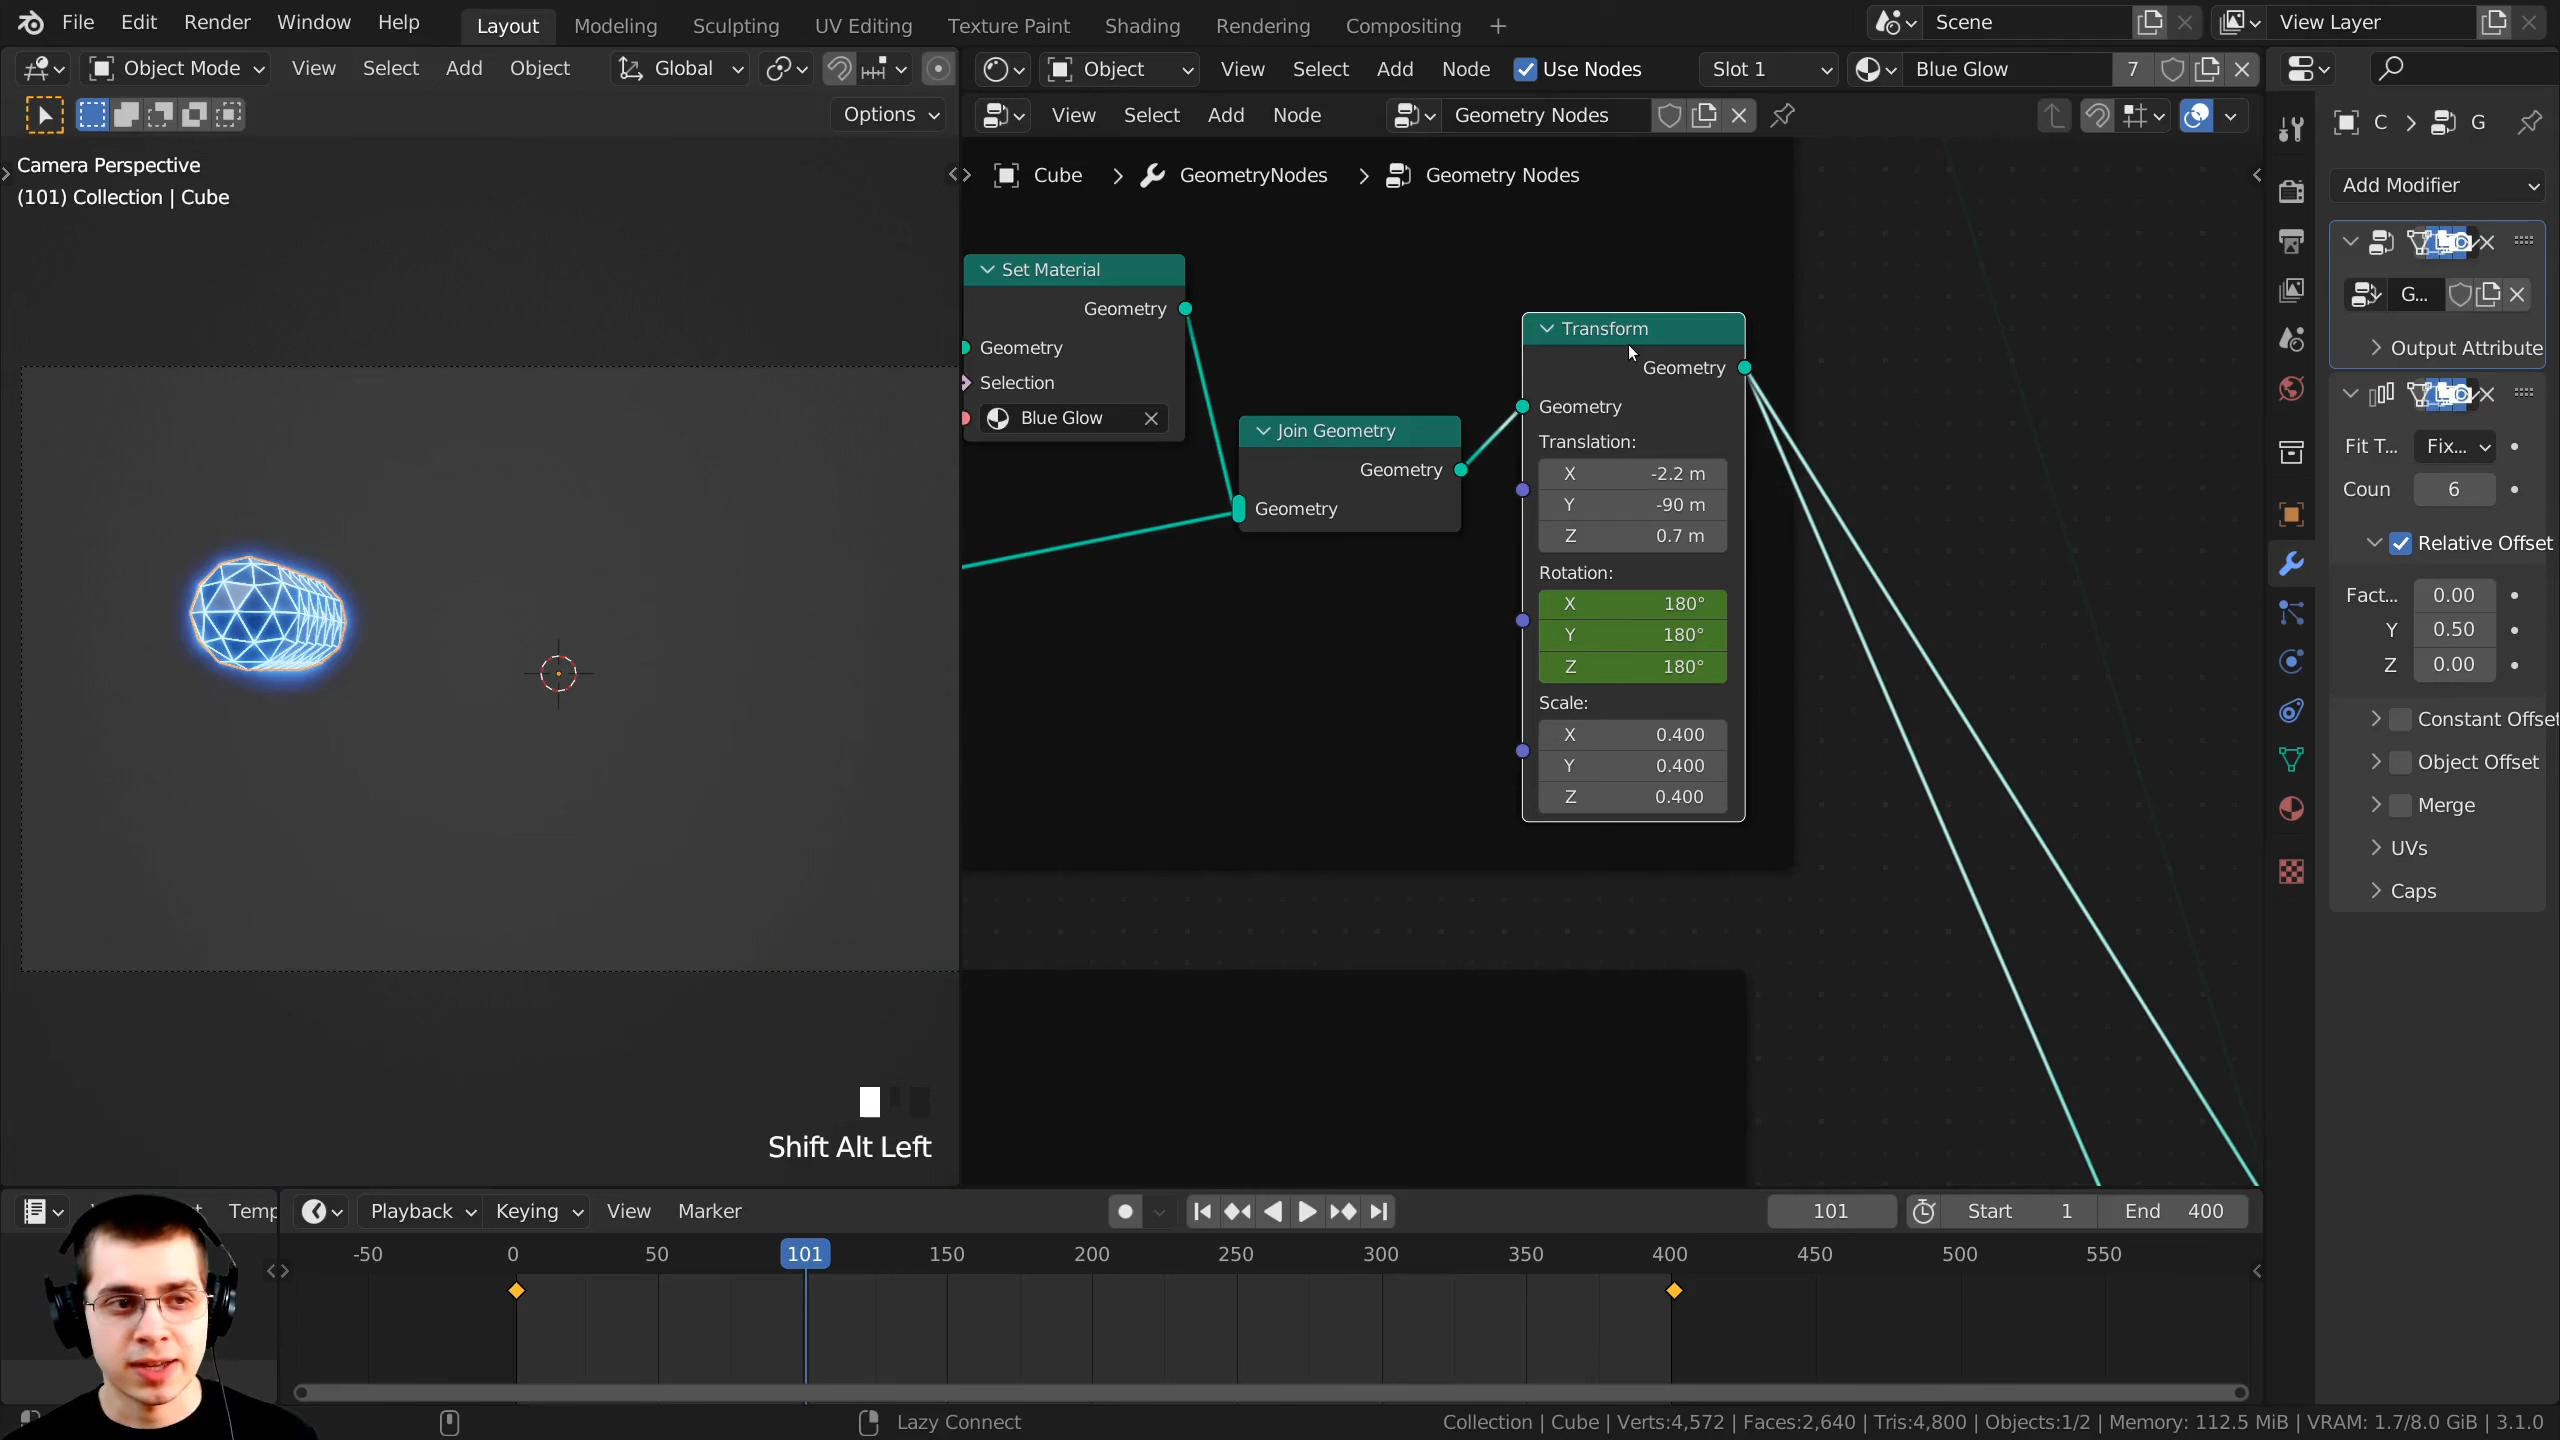 File Edit Render Window Help
Layout Modeling Sculpting UV Editing Texture Paint Shading Rendering Compositing +
Scene
View Layer
Object Mode View Select Add Object Global
Object View Select Add Node Use Nodes Slot 1 Blue Glow 7
Options
View Select Add Node Geometry Nodes
C > G
Camera Perspective
(101) Collection | Cube
Cube > GeometryNodes > Geometry Nodes
Add Modifier
G...
Output Attribute
Fit T... Fix...
Coun 6
Relative Offset
Fact... 0.00
Y 0.50
Z 0.00
Constant Offse
Object Offset
Merge
UVs
Caps
Set Material
Geometry
Geometry
Selection
Blue Glow
Join Geometry
Geometry
Geometry
Transform
Geometry
Geometry
Translation:
X -2.2 m
Y -90 m
Z 0.7 m
Rotation:
X 180°
Y 180°
Z 180°
Scale:
X 0.400
Y 0.400
Z 0.400
Shift Alt Left
Temp
Playback Keying View Marker
101 Start 1 End 400
-50 0 50 101 150 200 250 300 350 400 450 500 550
Lazy Connect
Collection | Cube | Verts:4,572 | Faces:2,640 | Tris:4,800 | Objects:1/2 | Memory: 112.5 MiB | VRAM: 1.7/8.0 GiB | 3.1.0